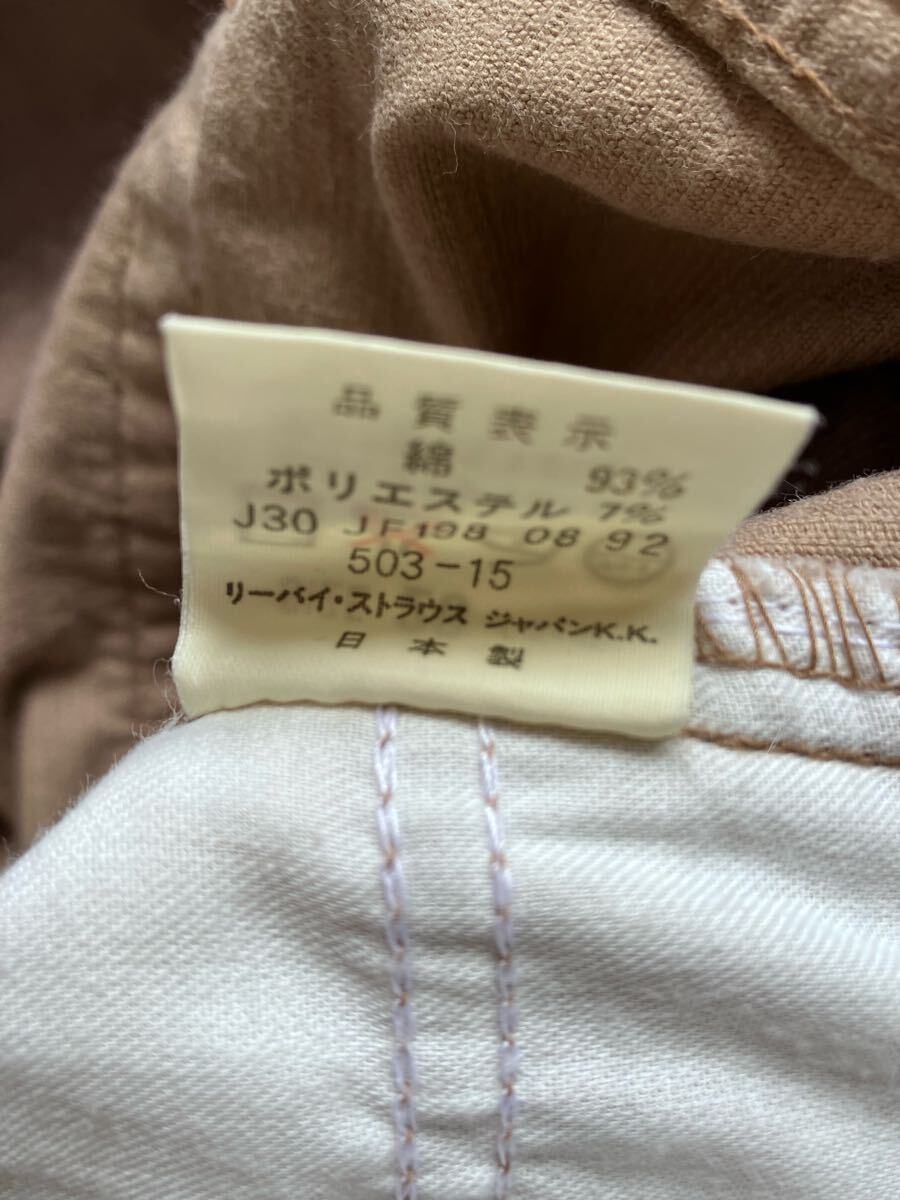 品質表示
綿 93%
ポリエステル 7%
J30 JF198 08 92
503-15
リーバイ・ストラウス ジャパンK.K.
日本製